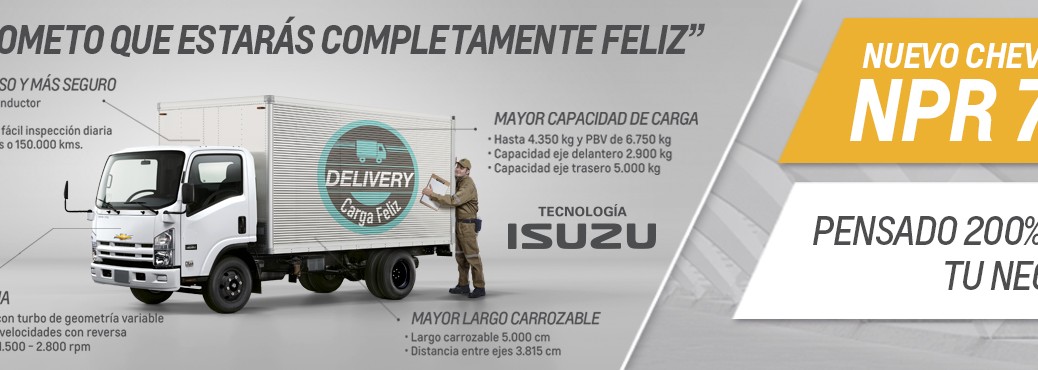 OMETO QUE ESTARÁS COMPLETAMENTE FELIZ”
SO Y MÁS SEGURO
nductor
fácil inspección diaria
s o 150.000 kms.
DELIVERY
Carga Feliz
MAYOR CAPACIDAD DE CARGA
• Hasta 4.350 kg y PBV de 6.750 kg
• Capacidad eje delantero 2.900 kg
• Capacidad eje trasero 5.000 kg
TECNOLOGÍA
ISUZU
NA
con turbo de geometría variable
velocidades con reversa
1.500 - 2.800 rpm
MAYOR LARGO CARROZABLE
• Largo carrozable 5.000 cm
• Distancia entre ejes 3.815 cm
NUEVO CHEV
NPR 7
PENSADO 200%
TU NEG